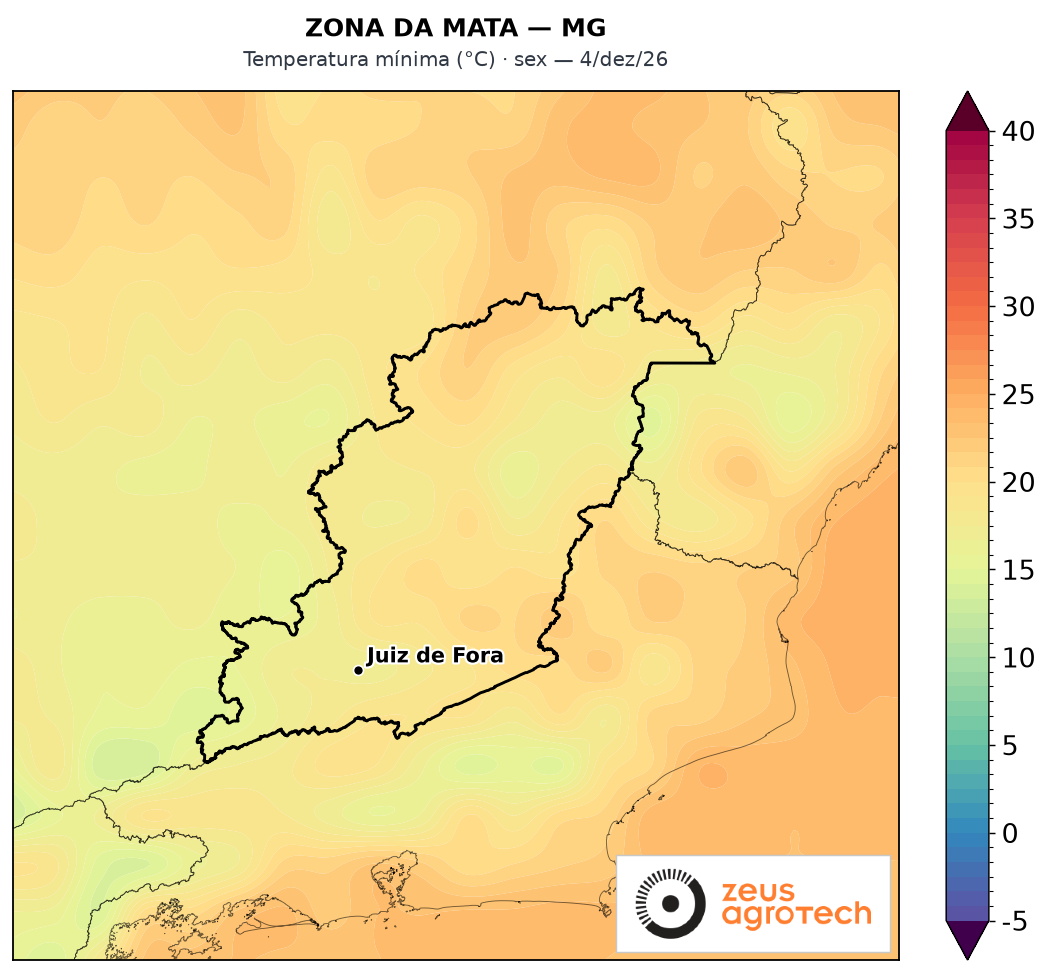 ZONA DA MATA — MG
Temperatura mínima (°C) · sex — 4/dez/26
40
35
30
25
20
15
10
5
0
-5
Juiz de Fora
zeus
agrotech